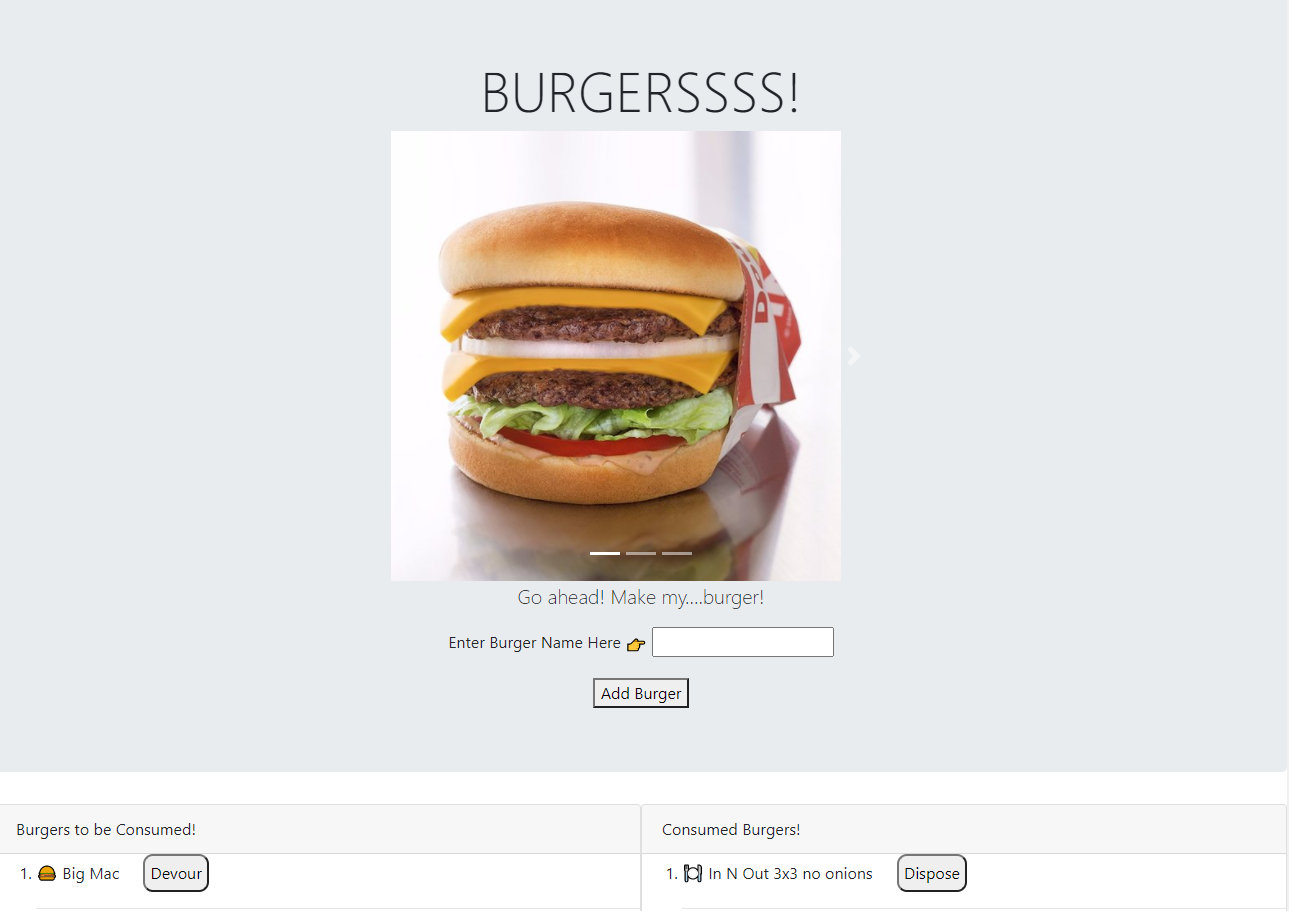 BURGERSSSS!
Go ahead! Make my....burger!
Enter Burger Name Here 👉
Add Burger
Burgers to be Consumed!
1. 🍔 Big Mac Devour
Consumed Burgers!
1. 🍽 In N Out 3x3 no onions Dispose